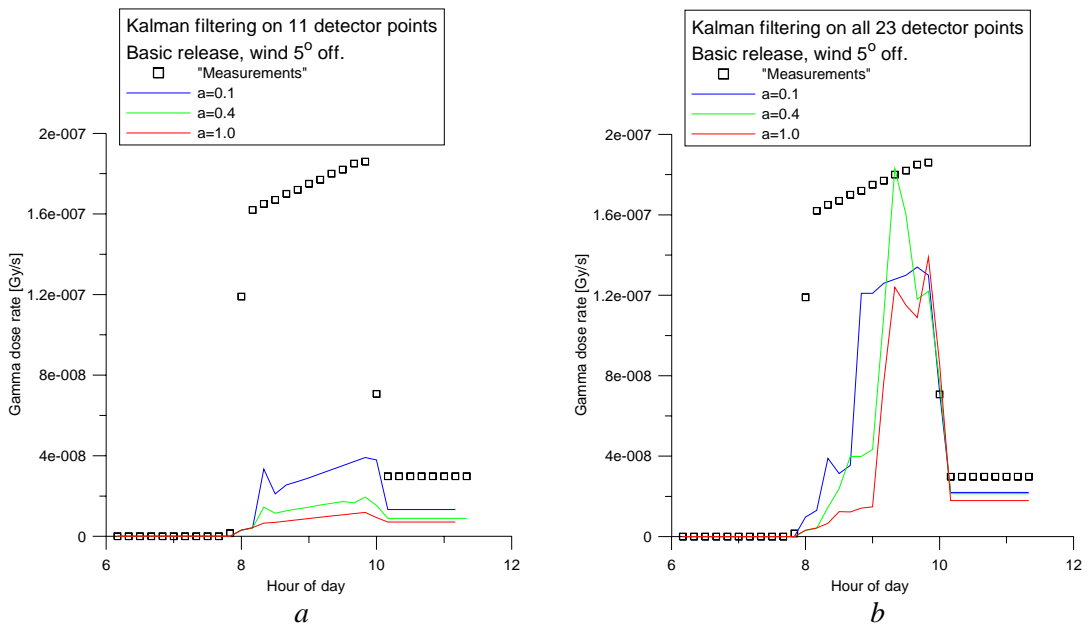 Kalman filtering on 11 detector points
Basic release, wind 5o off.
"Measurements"
a=0.1
a=0.4
a=1.0
2e-007
1.6e-007
1.2e-007
8e-008
4e-008
0
Gamma dose rate [Gy/s]
6 8 10 12
Hour of day
a
Kalman filtering on all 23 detector points
Basic release, wind 5o off.
"Measurements"
a=0.1
a=0.4
a=1.0
2e-007
1.6e-007
1.2e-007
8e-008
4e-008
0
Gamma dose rate [Gy/s]
6 8 10 12
Hour of day
b